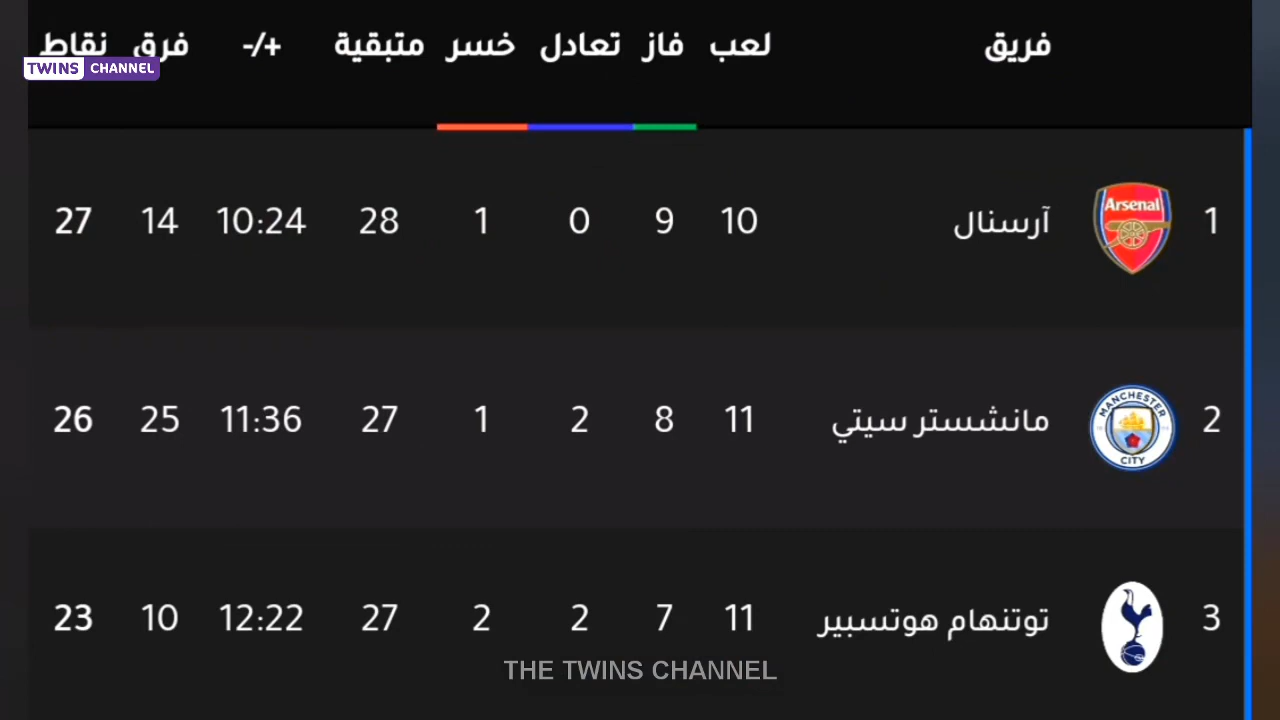 فريق لعب فاز تعادل خسر متبقية +/- فرق نقاط
TWINS CHANNEL
1 Arsenal آرسنال 10 9 0 1 28 10:24 14 27
2 MANCHESTER CITY مانشستر سيتي 11 8 2 1 27 11:36 25 26
3 توتنهام هوتسبير 11 7 2 2 27 12:22 10 23
THE TWINS CHANNEL